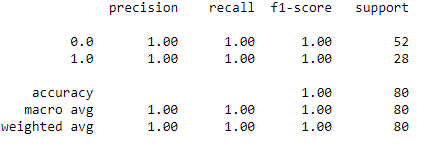 precision recall f1-score support
0.0 1.00 1.00 1.00 52
1.0 1.00 1.00 1.00 28
accuracy 1.00 80
macro avg 1.00 1.00 1.00 80
weighted avg 1.00 1.00 1.00 80